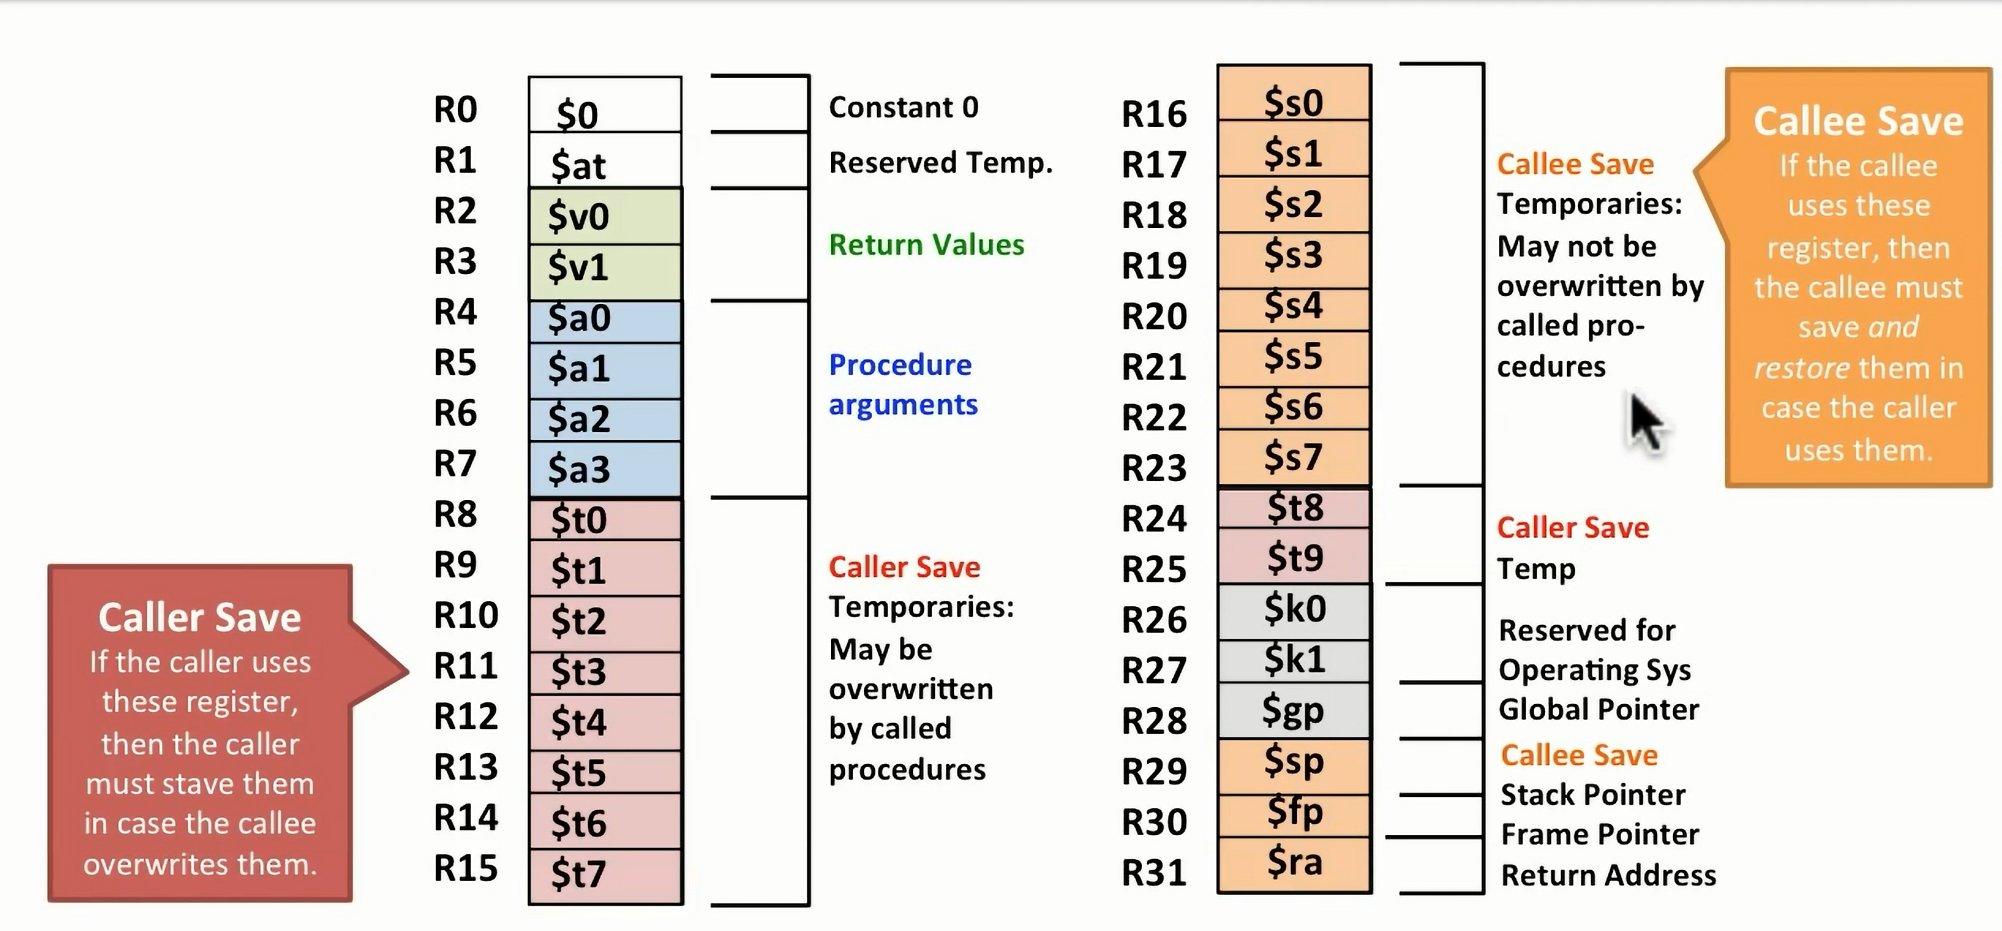 R0 $0 Constant 0
R1 $at Reserved Temp.
R2 $v0
R3 $v1
Return Values
R4 $a0
R5 $a1
R6 $a2
R7 $a3
Procedure
arguments
R8 $t0
R9 $t1
R10 $t2
R11 $t3
R12 $t4
R13 $t5
R14 $t6
R15 $t7
Caller Save
Temporaries:
May be
overwritten
by called
procedures
Caller Save
If the caller uses
these register,
then the caller
must stave them
in case the callee
overwrites them.
R16 $s0
R17 $s1
R18 $s2
R19 $s3
R20 $s4
R21 $s5
R22 $s6
R23 $s7
Callee Save
Temporaries:
May not be
overwritten by
called pro-
cedures
Callee Save
If the callee
uses these
register, then
the callee must
save and
restore them in
case the caller
uses them.
R24 $t8
R25 $t9
Caller Save
Temp
R26 $k0
R27 $k1
R28 $gp
Reserved for
Operating Sys
Global Pointer
R29 $sp
R30 $fp
R31 $ra
Callee Save
Stack Pointer
Frame Pointer
Return Address